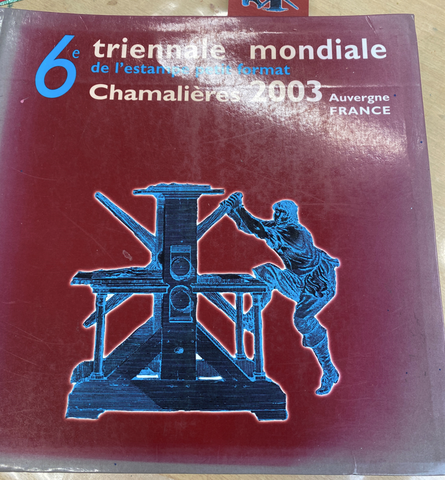 6e triennale mondiale
de l'estampe petit format
Chamalières 2003 Auvergne
FRANCE